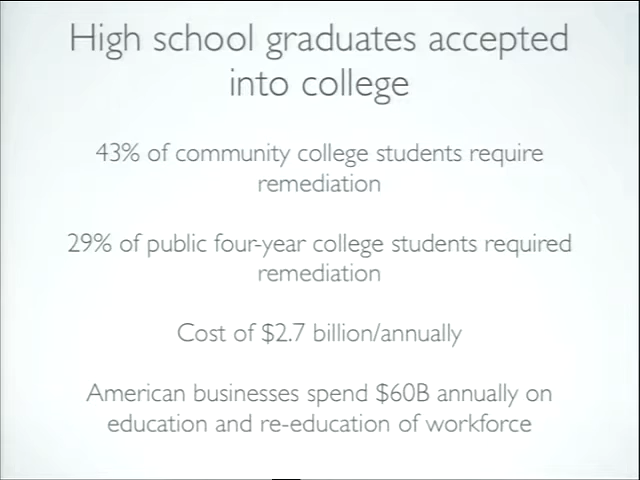 High school graduates accepted
into college
43% of community college students require
remediation
29% of public four-year college students required
remediation
Cost of $2.7 billion/annually
American businesses spend $60B annually on
education and re-education of workforce